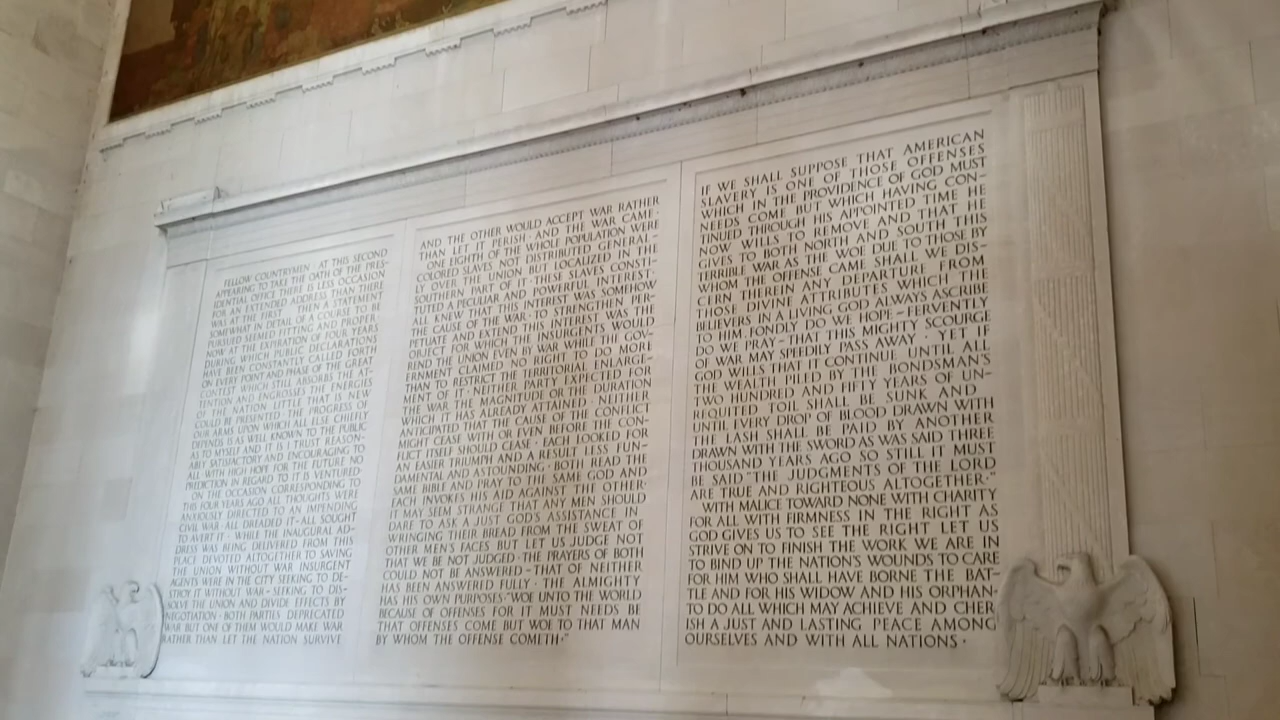 FELLOW COUNTRYMEN · AT THIS SECOND
APPEARING TO TAKE THE OATH OF THE PRES-
IDENTIAL OFFICE THERE IS LESS OCCASION
FOR AN EXTENDED ADDRESS THAN THERE
WAS AT THE FIRST · THEN A STATEMENT
SOMEWHAT IN DETAIL OF A COURSE TO BE
PURSUED SEEMED FITTING AND PROPER ·
NOW AT THE EXPIRATION OF FOUR YEARS
DURING WHICH PUBLIC DECLARATIONS
HAVE BEEN CONSTANTLY CALLED FORTH
ON EVERY POINT AND PHASE OF THE GREAT
CONTEST WHICH STILL ABSORBS THE AT-
TENTION AND ENGROSSES THE ENERGIES
OF THE NATION LITTLE THAT IS NEW
COULD BE PRESENTED · THE PROGRESS OF
OUR ARMS UPON WHICH ALL ELSE CHIEFLY
DEPENDS IS AS WELL KNOWN TO THE PUBLIC
AS TO MYSELF AND IT IS I TRUST REASON-
ABLY SATISFACTORY AND ENCOURAGING TO
ALL · WITH HIGH HOPE FOR THE FUTURE NO
PREDICTION IN REGARD TO IT IS VENTURED ·
ON THE OCCASION CORRESPONDING TO
THIS FOUR YEARS AGO ALL THOUGHTS WERE
ANXIOUSLY DIRECTED TO AN IMPENDING
CIVIL WAR · ALL DREADED IT - ALL SOUGHT
TO AVERT IT · WHILE THE INAUGURAL AD-
DRESS WAS BEING DELIVERED FROM THIS
PLACE DEVOTED ALTOGETHER TO SAVING
THE UNION WITHOUT WAR INSURGENT
AGENTS WERE IN THE CITY SEEKING TO DE-
STROY IT WITHOUT WAR - SEEKING TO DIS-
SOLVE THE UNION AND DIVIDE EFFECTS BY
NEGOTIATION · BOTH PARTIES DEPRECATED
WAR BUT ONE OF THEM WOULD MAKE WAR
RATHER THAN LET THE NATION SURVIVE
AND THE OTHER WOULD ACCEPT WAR RATHER
THAN LET IT PERISH · AND THE WAR CAME ·
ONE EIGHTH OF THE WHOLE POPULATION WERE
COLORED SLAVES NOT DISTRIBUTED GENERAL-
LY OVER THE UNION BUT LOCALIZED IN THE
SOUTHERN PART OF IT · THESE SLAVES CONSTI-
TUTED A PECULIAR AND POWERFUL INTEREST ·
ALL KNEW THAT THIS INTEREST WAS SOMEHOW
THE CAUSE OF THE WAR · TO STRENGTHEN PER-
PETUATE AND EXTEND THIS INTEREST WAS THE
OBJECT FOR WHICH THE INSURGENTS WOULD
REND THE UNION EVEN BY WAR WHILE THE GOV-
ERNMENT CLAIMED NO RIGHT TO DO MORE
THAN TO RESTRICT THE TERRITORIAL ENLARGE-
MENT OF IT · NEITHER PARTY EXPECTED FOR
THE WAR THE MAGNITUDE OR THE DURATION
WHICH IT HAS ALREADY ATTAINED · NEITHER
ANTICIPATED THAT THE CAUSE OF THE CONFLICT
MIGHT CEASE WITH OR EVEN BEFORE THE CON-
FLICT ITSELF SHOULD CEASE · EACH LOOKED FOR
AN EASIER TRIUMPH AND A RESULT LESS FUN-
DAMENTAL AND ASTOUNDING · BOTH READ THE
SAME BIBLE AND PRAY TO THE SAME GOD AND
EACH INVOKES HIS AID AGAINST THE OTHER ·
IT MAY SEEM STRANGE THAT ANY MEN SHOULD
DARE TO ASK A JUST GOD'S ASSISTANCE IN
WRINGING THEIR BREAD FROM THE SWEAT OF
OTHER MEN'S FACES BUT LET US JUDGE NOT
THAT WE BE NOT JUDGED · THE PRAYERS OF BOTH
COULD NOT BE ANSWERED - THAT OF NEITHER
HAS BEEN ANSWERED FULLY · THE ALMIGHTY
HAS HIS OWN PURPOSES · "WOE UNTO THE WORLD
BECAUSE OF OFFENSES FOR IT MUST NEEDS BE
THAT OFFENSES COME BUT WOE TO THAT MAN
BY WHOM THE OFFENSE COMETH ·"
IF WE SHALL SUPPOSE THAT AMERICAN
SLAVERY IS ONE OF THOSE OFFENSES
WHICH IN THE PROVIDENCE OF GOD MUST
NEEDS COME BUT WHICH HAVING CON-
TINUED THROUGH HIS APPOINTED TIME HE
NOW WILLS TO REMOVE AND THAT HE
GIVES TO BOTH NORTH AND SOUTH THIS
TERRIBLE WAR AS THE WOE DUE TO THOSE BY
WHOM THE OFFENSE CAME SHALL WE DIS-
CERN THEREIN ANY DEPARTURE FROM
THOSE DIVINE ATTRIBUTES WHICH THE
BELIEVERS IN A LIVING GOD ALWAYS ASCRIBE
TO HIM · FONDLY DO WE HOPE - FERVENTLY
DO WE PRAY - THAT THIS MIGHTY SCOURGE
OF WAR MAY SPEEDILY PASS AWAY · YET IF
GOD WILLS THAT IT CONTINUE UNTIL ALL
THE WEALTH PILED BY THE BONDSMAN'S
TWO HUNDRED AND FIFTY YEARS OF UN-
REQUITED TOIL SHALL BE SUNK AND
UNTIL EVERY DROP OF BLOOD DRAWN WITH
THE LASH SHALL BE PAID BY ANOTHER
DRAWN WITH THE SWORD AS WAS SAID THREE
THOUSAND YEARS AGO SO STILL IT MUST
BE SAID "THE JUDGMENTS OF THE LORD
ARE TRUE AND RIGHTEOUS ALTOGETHER ·"
WITH MALICE TOWARD NONE WITH CHARITY
FOR ALL WITH FIRMNESS IN THE RIGHT AS
GOD GIVES US TO SEE THE RIGHT LET US
STRIVE ON TO FINISH THE WORK WE ARE IN
TO BIND UP THE NATION'S WOUNDS TO CARE
FOR HIM WHO SHALL HAVE BORNE THE BAT-
TLE AND FOR HIS WIDOW AND HIS ORPHAN -
TO DO ALL WHICH MAY ACHIEVE AND CHER-
ISH A JUST AND LASTING PEACE AMONG
OURSELVES AND WITH ALL NATIONS ·